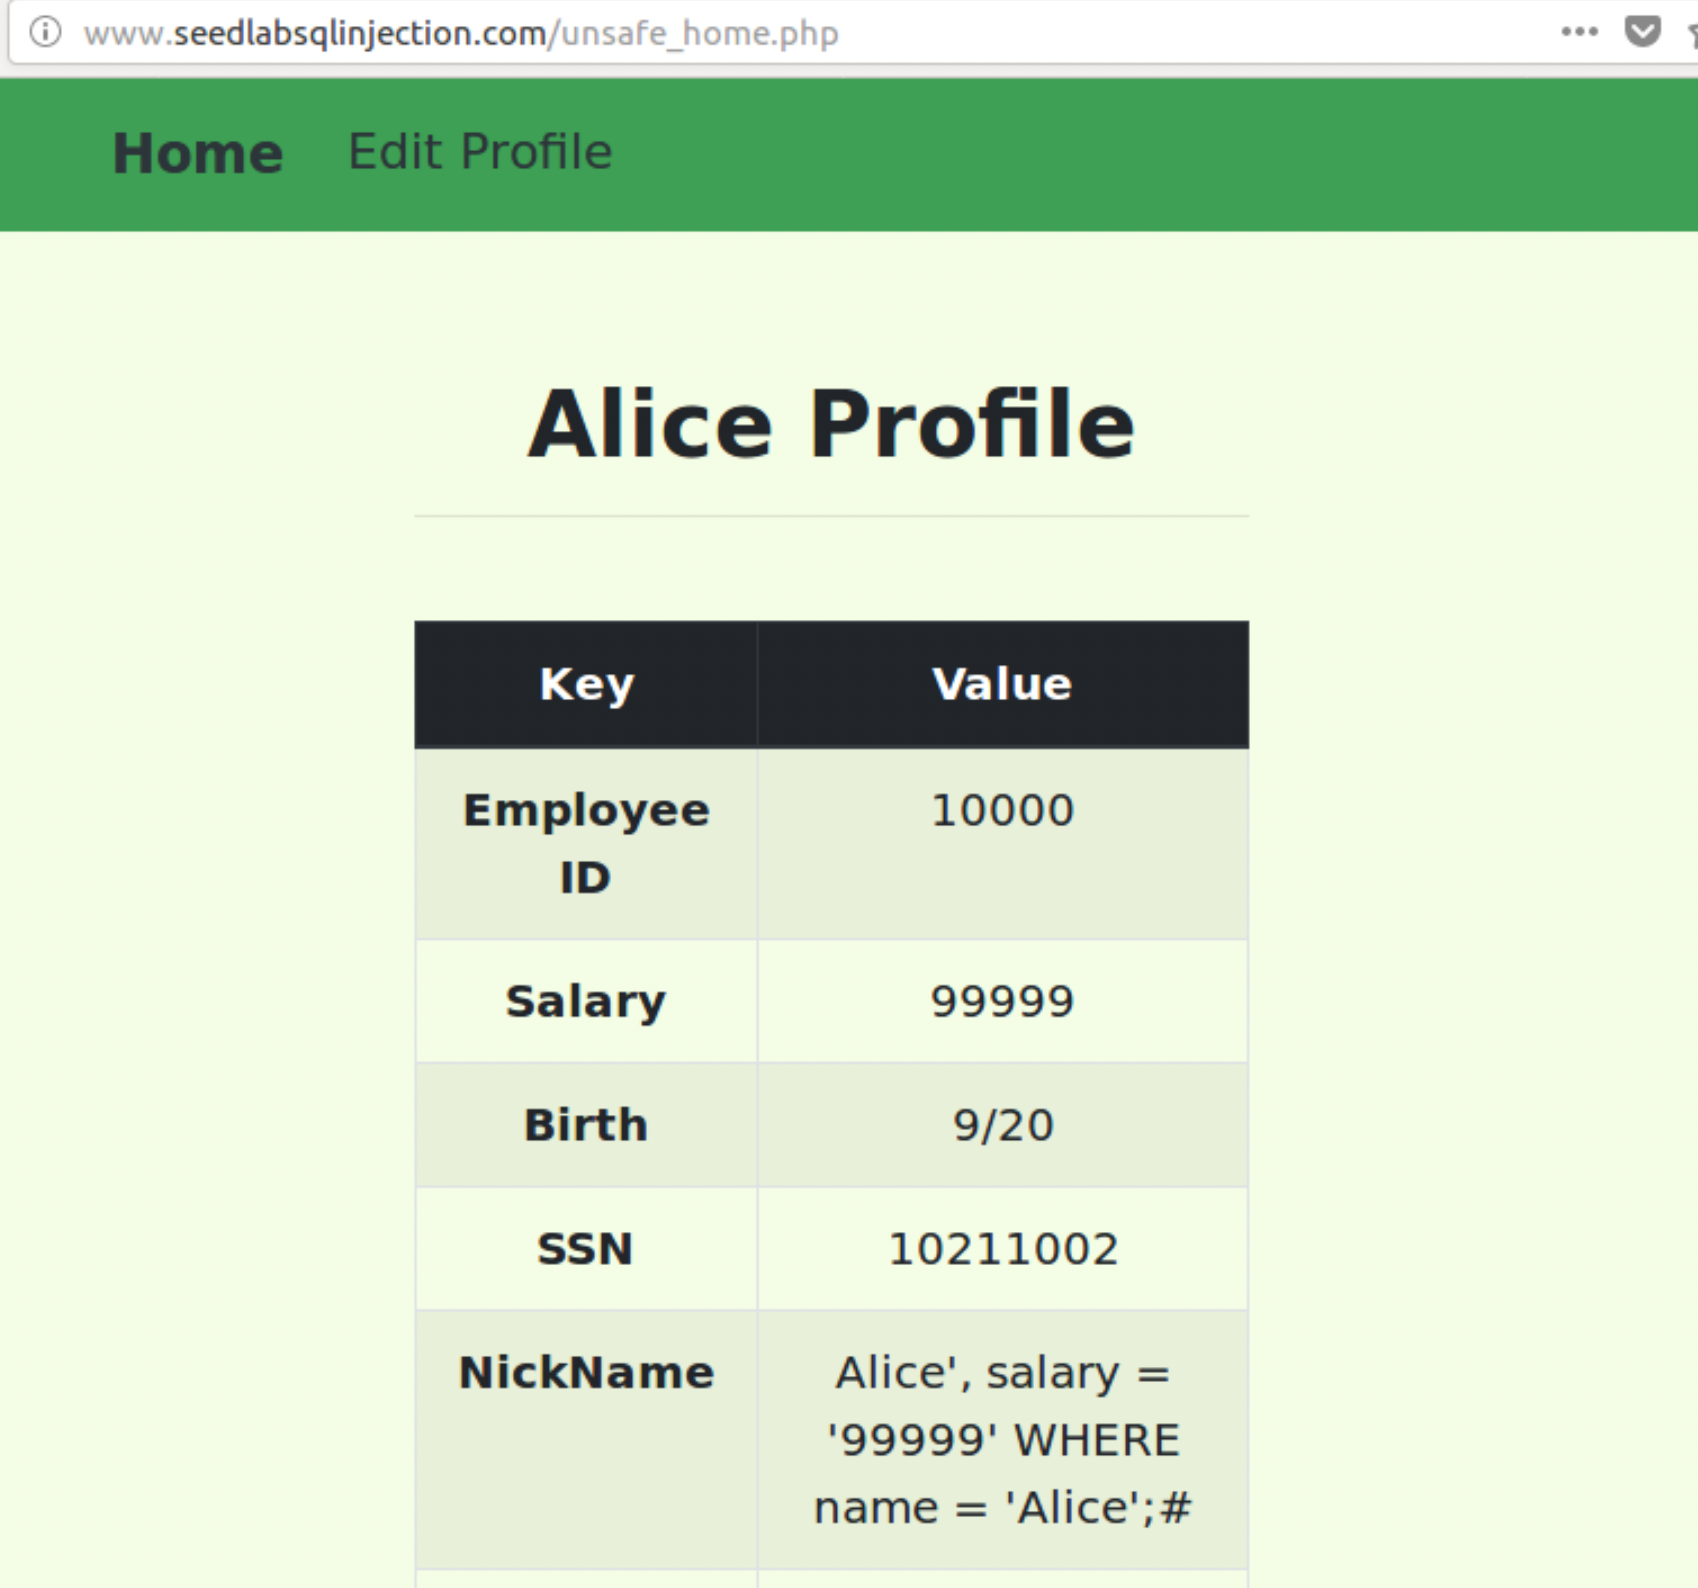 www.seedlabsqlinjection.com/unsafe_home.php
Home Edit Profile
Alice Profile
Key Value
Employee 10000
ID
Salary 99999
Birth 9/20
SSN 10211002
NickName Alice', salary =
'99999' WHERE
name = 'Alice';#